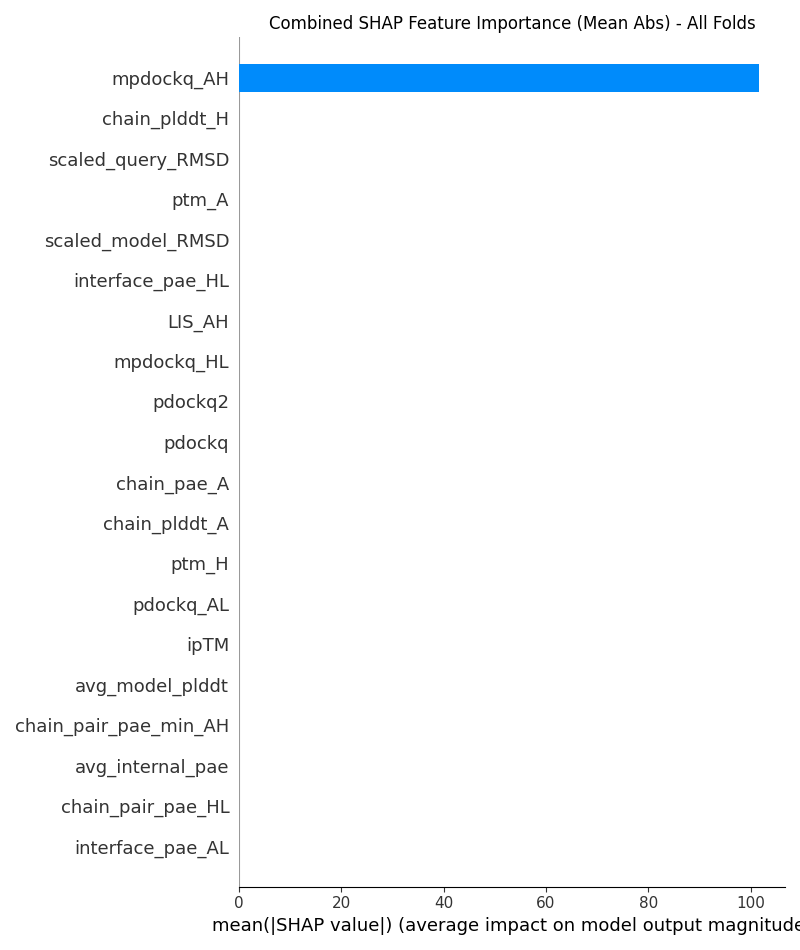 Combined SHAP Feature Importance (Mean Abs) - All Folds
mpdockq_AH
chain_plddt_H
scaled_query_RMSD
ptm_A
scaled_model_RMSD
interface_pae_HL
LIS_AH
mpdockq_HL
pdockq2
pdockq
chain_pae_A
chain_plddt_A
ptm_H
pdockq_AL
ipTM
avg_model_plddt
chain_pair_pae_min_AH
avg_internal_pae
chain_pair_pae_HL
interface_pae_AL
0 20 40 60 80 100
mean(|SHAP value|) (average impact on model output magnitude